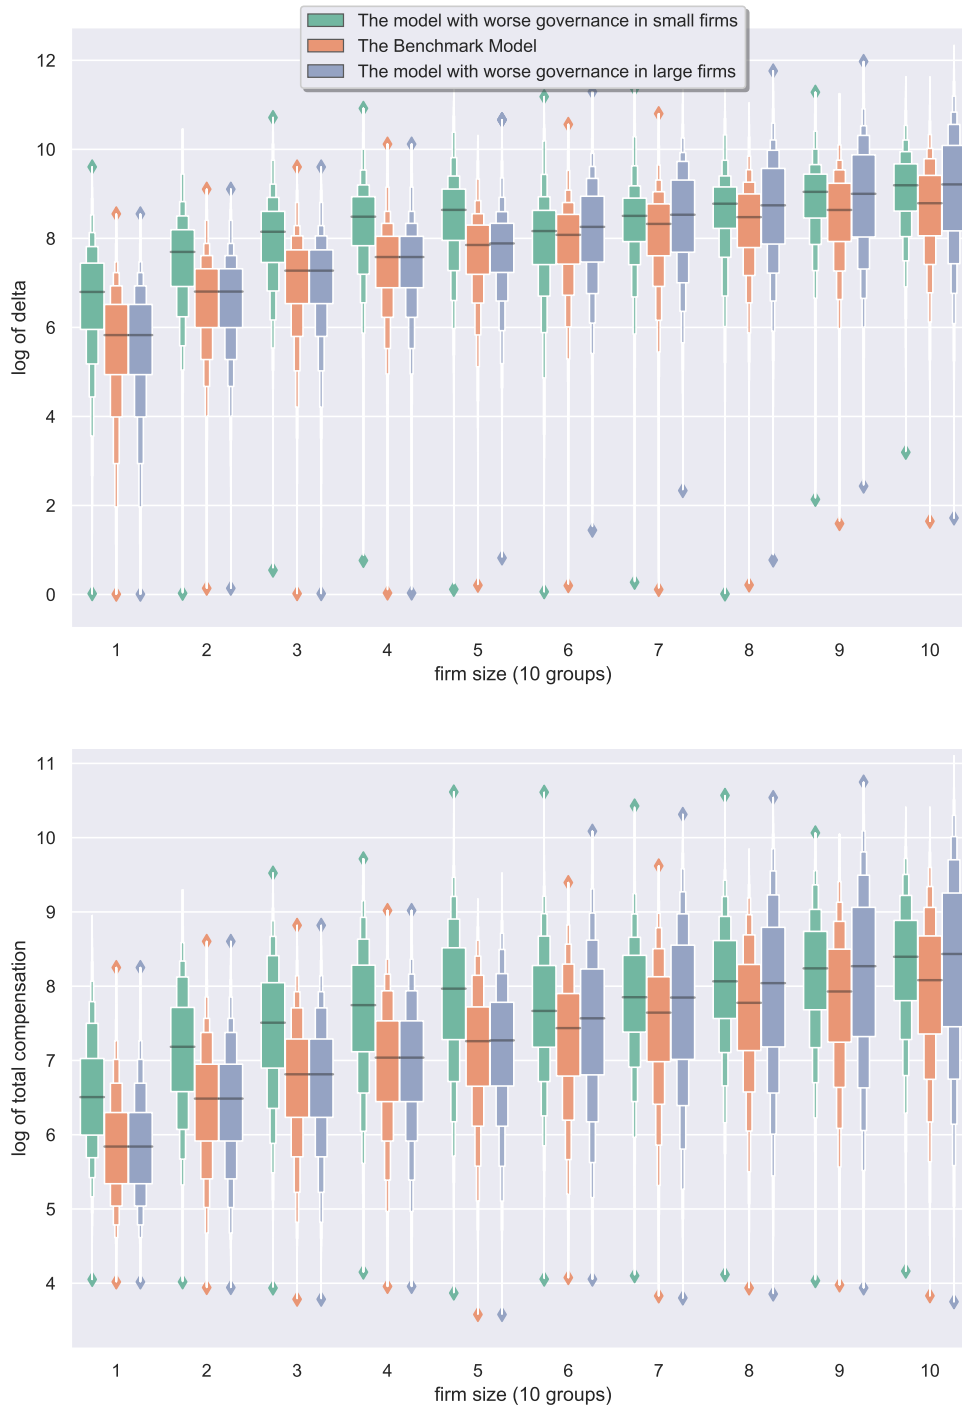 The model with worse governance in small firms
The Benchmark Model
The model with worse governance in large firms
12
10
8
6
4
2
0
log of delta
1 2 3 4 5 6 7 8 9 10
firm size (10 groups)
11
10
9
8
7
6
5
4
log of total compensation
1 2 3 4 5 6 7 8 9 10
firm size (10 groups)